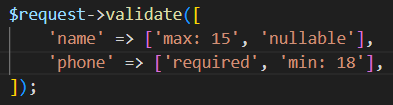 $request->validate([
    'name' => ['max: 15', 'nullable'],
    'phone' => ['required', 'min: 18'],
]);